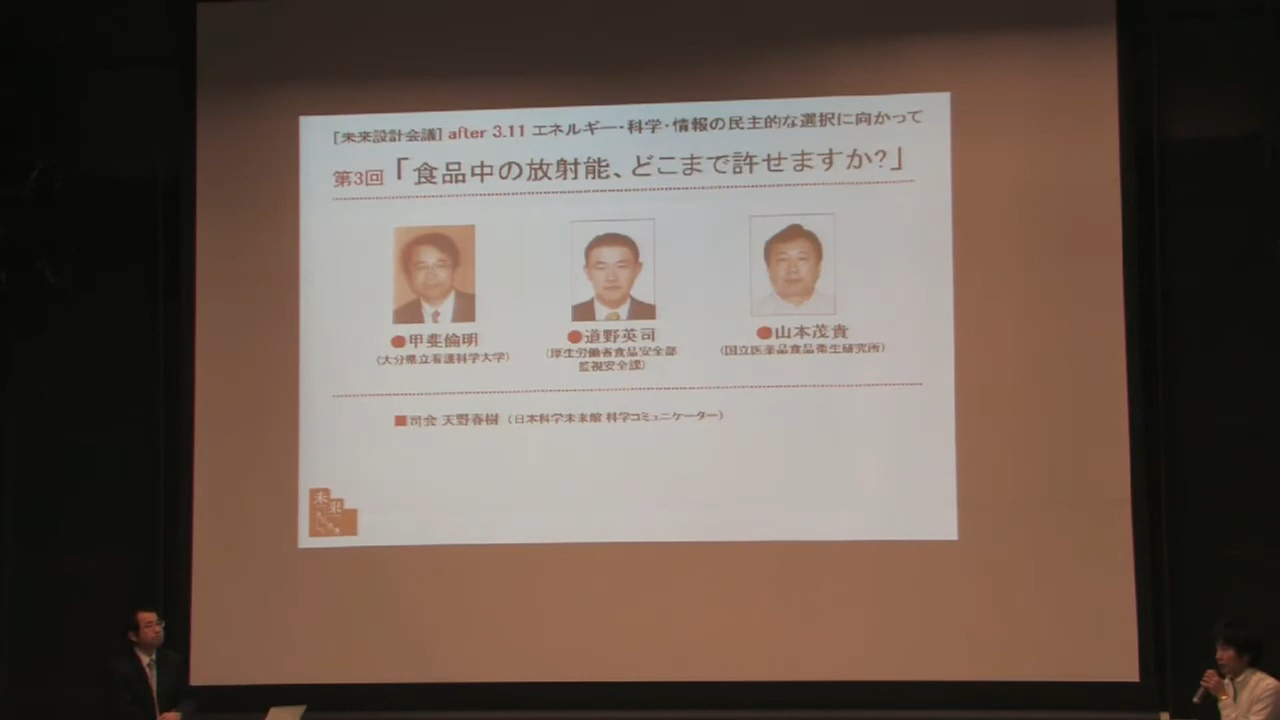 [未来設計会議] after 3.11 エネルギー・科学・情報の民主的な選択に向かって
第3回「食品中の放射能、どこまで許せますか?」
●甲斐倫明
(大分県立看護科学大学)
●道野英司
(厚生労働省食品安全部
監視安全課)
●山本茂貴
(国立医薬品食品衛生研究所)
■司会 天野春樹 (日本科学未来館 科学コミュニケーター)
未来